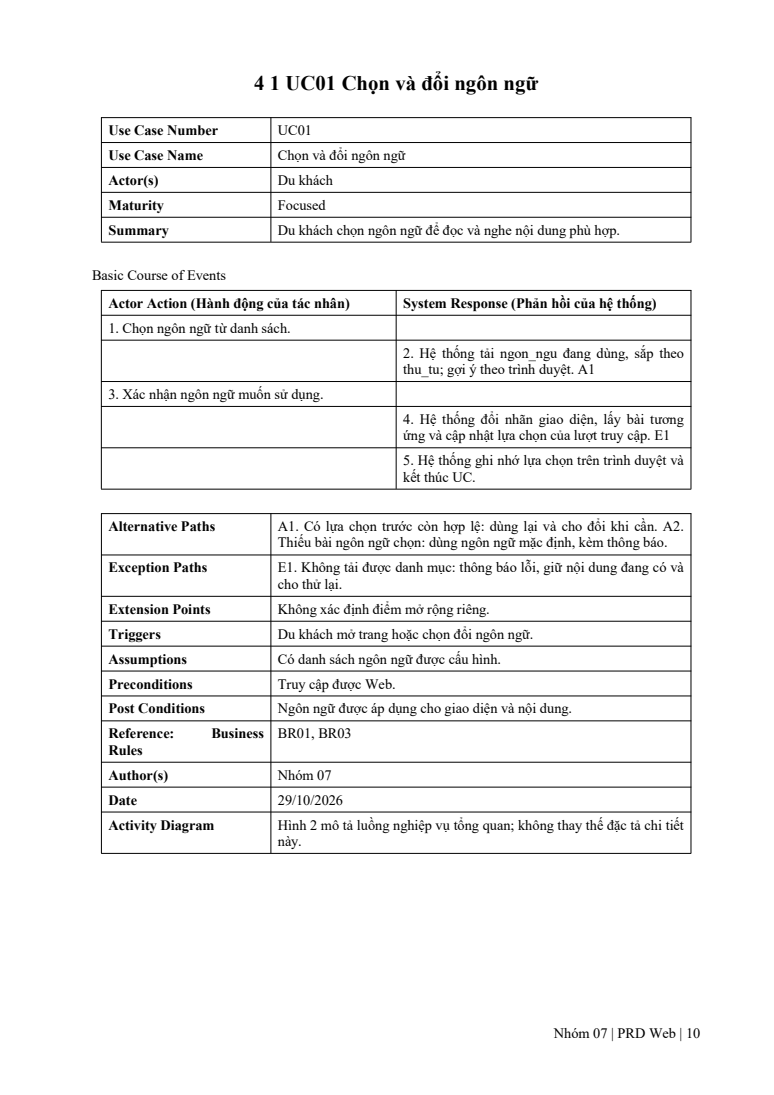 4 1 UC01 Chọn và đổi ngôn ngữ
Use Case Number UC01
Use Case Name Chọn và đổi ngôn ngữ
Actor(s) Du khách
Maturity Focused
Summary Du khách chọn ngôn ngữ để đọc và nghe nội dung phù hợp.
Basic Course of Events
Actor Action (Hành động của tác nhân) System Response (Phản hồi của hệ thống)
1. Chọn ngôn ngữ từ danh sách.
2. Hệ thống tải ngon_ngu đang dùng, sắp theo
thu_tu; gợi ý theo trình duyệt. A1
3. Xác nhận ngôn ngữ muốn sử dụng.
4. Hệ thống đổi nhãn giao diện, lấy bài tương
ứng và cập nhật lựa chọn của lượt truy cập. E1
5. Hệ thống ghi nhớ lựa chọn trên trình duyệt và
kết thúc UC.
Alternative Paths A1. Có lựa chọn trước còn hợp lệ: dùng lại và cho đổi khi cần. A2.
Thiếu bài ngôn ngữ chọn: dùng ngôn ngữ mặc định, kèm thông báo.
Exception Paths E1. Không tải được danh mục: thông báo lỗi, giữ nội dung đang có và
cho thử lại.
Extension Points Không xác định điểm mở rộng riêng.
Triggers Du khách mở trang hoặc chọn đổi ngôn ngữ.
Assumptions Có danh sách ngôn ngữ được cấu hình.
Preconditions Truy cập được Web.
Post Conditions Ngôn ngữ được áp dụng cho giao diện và nội dung.
Reference: Business BR01, BR03
Rules
Author(s) Nhóm 07
Date 29/10/2026
Activity Diagram Hình 2 mô tả luồng nghiệp vụ tổng quan; không thay thế đặc tả chi tiết
này.
Nhóm 07 | PRD Web | 10